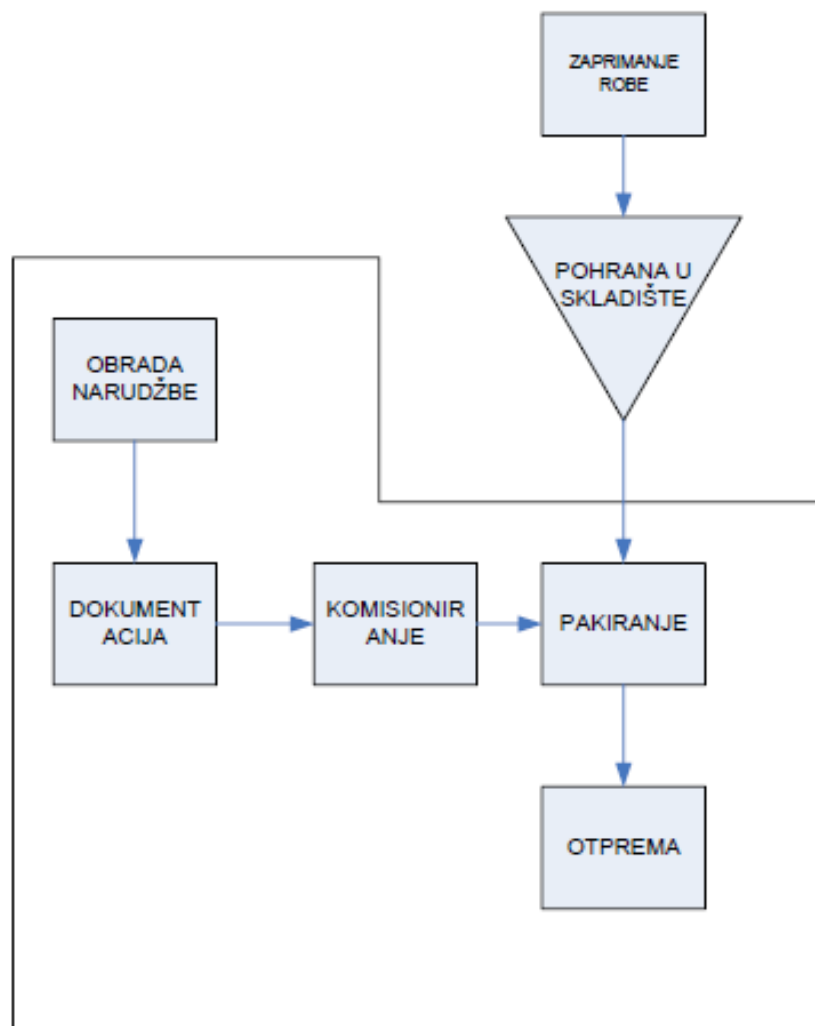 ZAPRIMANJE
ROBE
POHRANA U
SKLADIŠTE
OBRADA
NARUDŽBE
DOKUMENT
ACIJA
KOMISIONIR
ANJE
PAKIRANJE
OTPREMA